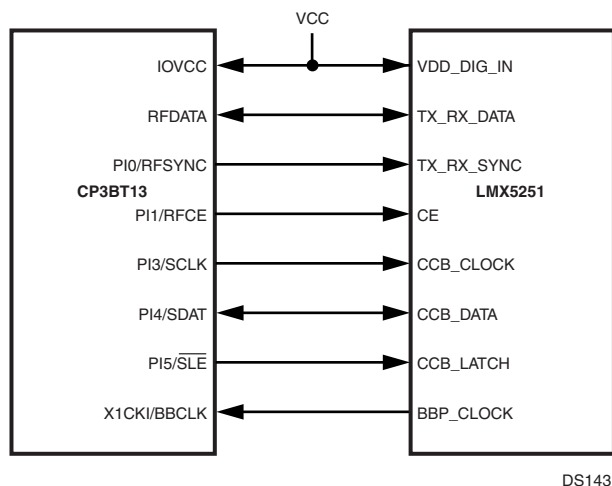 VCC
IOVCC VDD_DIG_IN
RFDATA TX_RX_DATA
PI0/RFSYNC TX_RX_SYNC
CP3BT13 LMX5251
PI1/RFCE CE
PI3/SCLK CCB_CLOCK
PI4/SDAT CCB_DATA
PI5/S̅L̅E̅ CCB_LATCH
X1CKI/BBCLK BBP_CLOCK
DS143